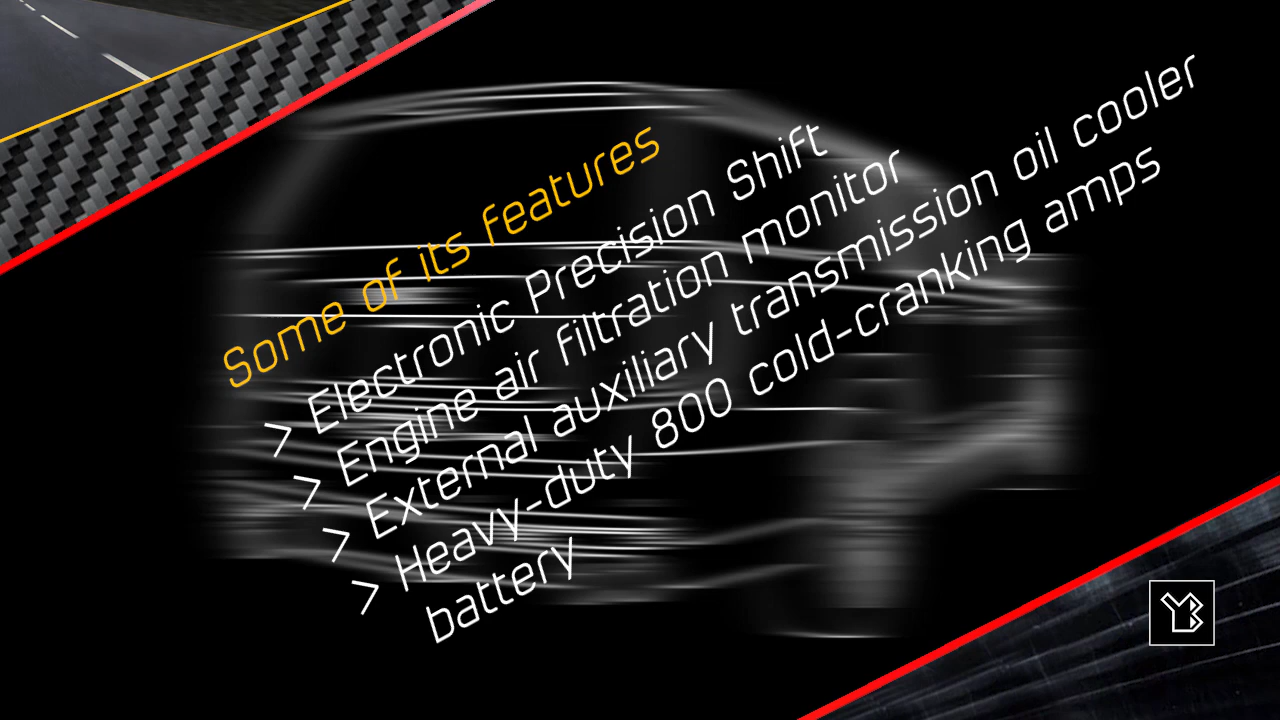 Some of its features
> Electronic Precision Shift
> Engine air filtration monitor
> External auxiliary transmission oil cooler
> Heavy-duty 800 cold-cranking amps
battery